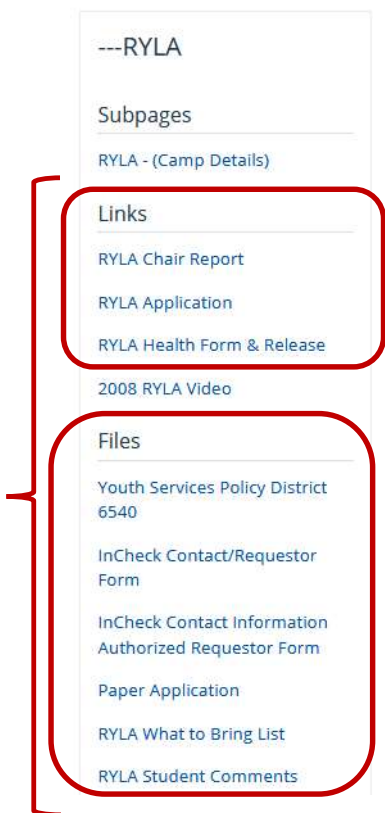 ---RYLA
Subpages
RYLA - (Camp Details)
Links
RYLA Chair Report
RYLA Application
RYLA Health Form & Release
2008 RYLA Video
Files
Youth Services Policy District
6540
InCheck Contact/Requestor
Form
InCheck Contact Information
Authorized Requestor Form
Paper Application
RYLA What to Bring List
RYLA Student Comments